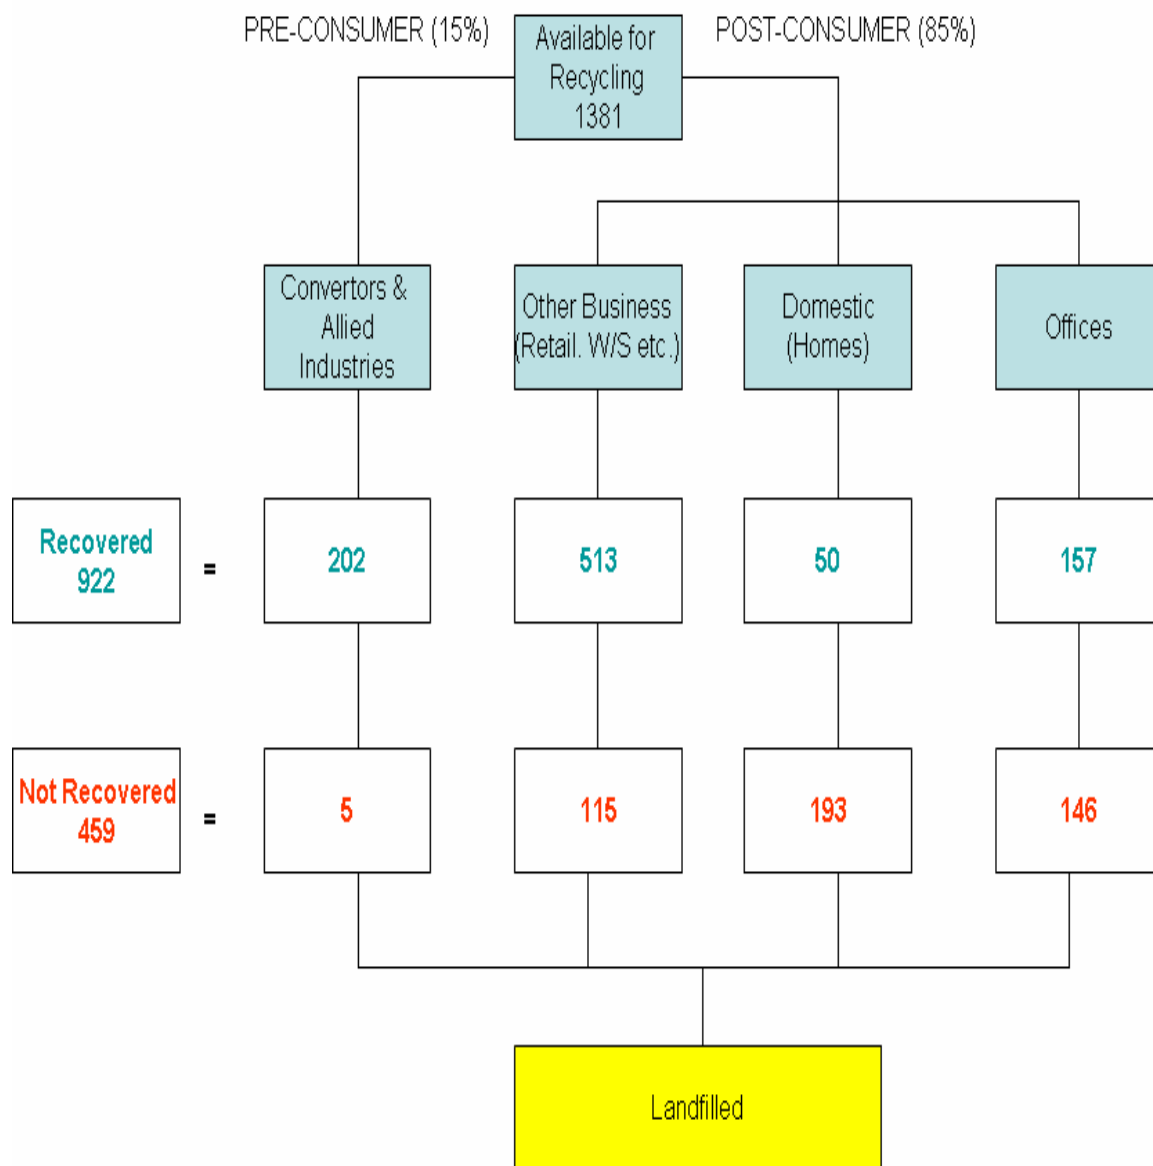 PRE-CONSUMER (15%)
Available for
Recycling
1381
POST-CONSUMER (85%)
Convertors &
Allied
Industries
Other Business
(Retail. W/S etc.)
Domestic
(Homes)
Offices
Recovered
922
=
202
513
50
157
Not Recovered
459
=
5
115
193
146
Landfilled